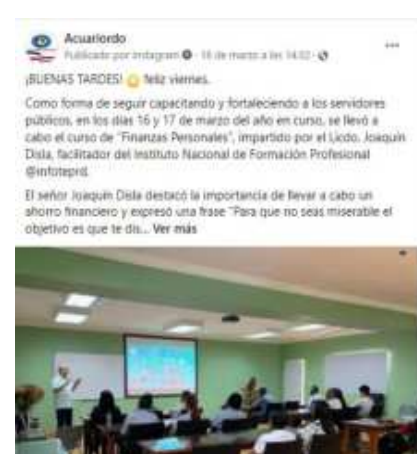 Acuariordo
Publicado por Instagram · 16 de marzo a las 14:02 ·
¡BUENAS TARDES! feliz viernes.
Como forma de seguir capacitando y fortaleciendo a los servidores
públicos, en los días 16 y 17 de marzo del año en curso, se llevó a
cabo el curso de "Finanzas Personales", impartido por el Licdo. Joaquín
Disla, facilitador del Instituto Nacional de Formación Profesional
@infoteprd.
El señor Joaquín Disla destacó la importancia de llevar a cabo un
ahorro financiero y expresó una frase "Para que no seas miserable el
objetivo es que te dis... Ver más